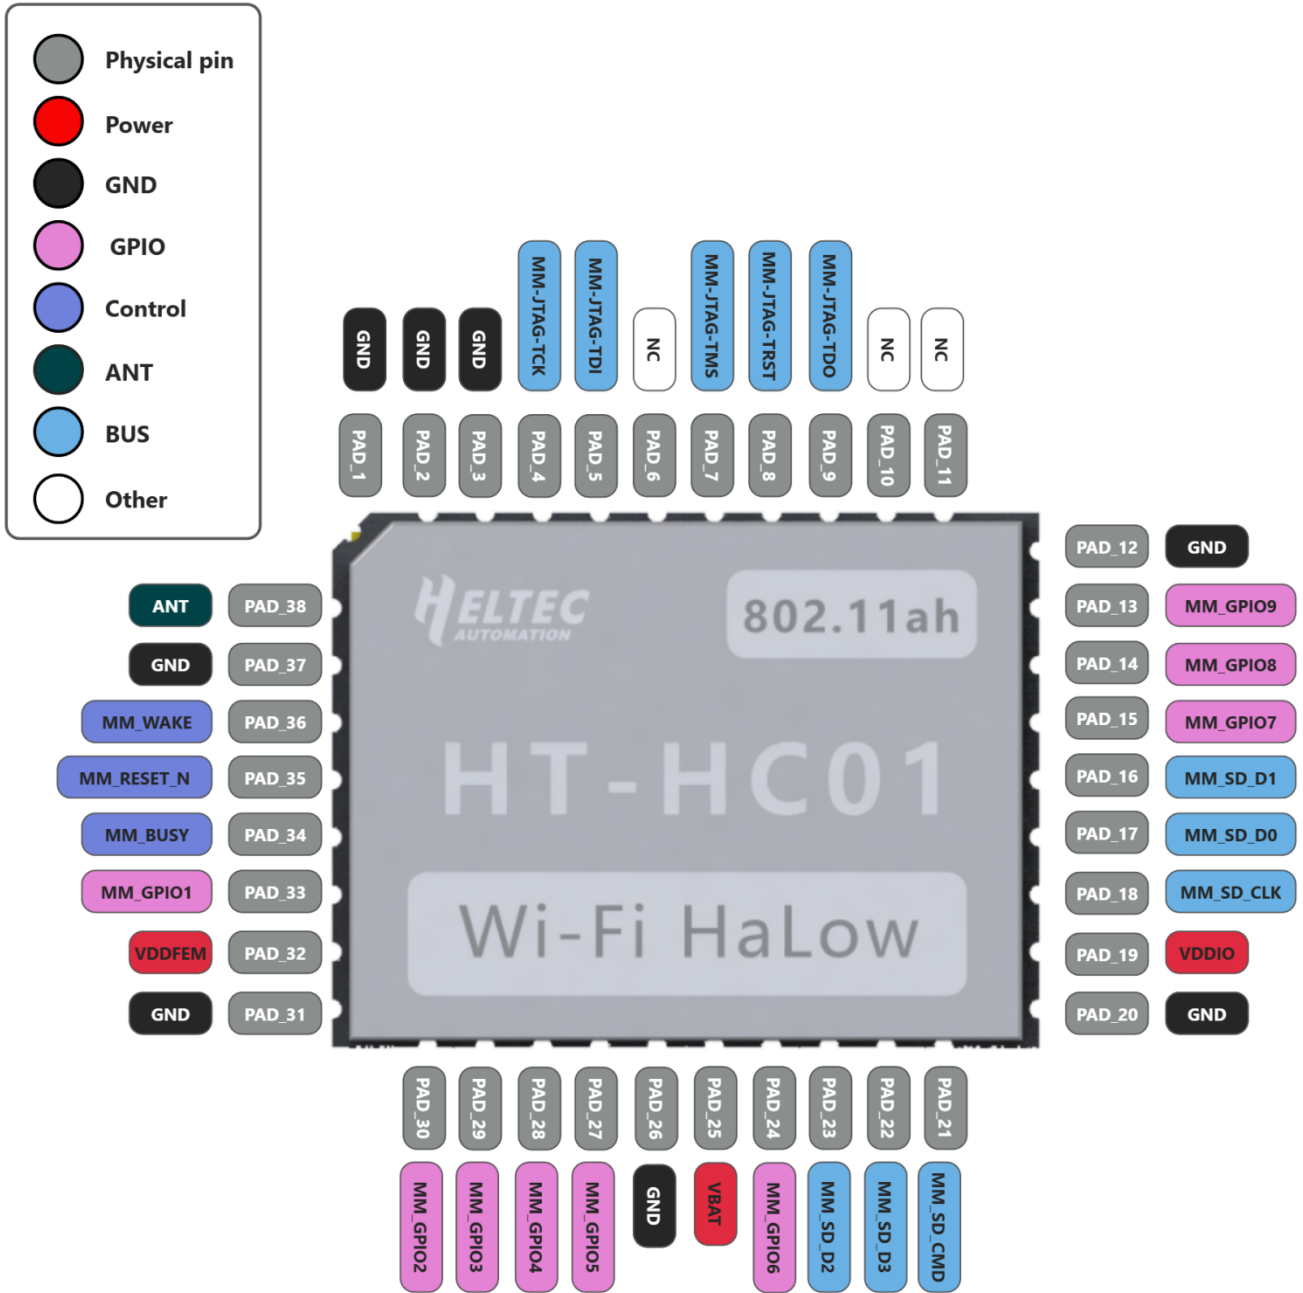 Physical pin
Power
GND
GPIO
Control
ANT
BUS
Other
GND
GND
GND
MM-JTAG-TCK
MM-JTAG-TDI
NC
MM-JTAG-TMS
MM-JTAG-TRST
MM-JTAG-TDO
NC
NC
PAD_1
PAD_2
PAD_3
PAD_4
PAD_5
PAD_6
PAD_7
PAD_8
PAD_9
PAD_10
PAD_11
ANT PAD_38
GND PAD_37
MM_WAKE PAD_36
MM_RESET_N PAD_35
MM_BUSY PAD_34
MM_GPIO1 PAD_33
VDDFEM PAD_32
GND PAD_31
HELTEC
AUTOMATION
802.11ah
HT-HC01
Wi-Fi HaLow
PAD_12 GND
PAD_13 MM_GPIO9
PAD_14 MM_GPIO8
PAD_15 MM_GPIO7
PAD_16 MM_SD_D1
PAD_17 MM_SD_D0
PAD_18 MM_SD_CLK
PAD_19 VDDIO
PAD_20 GND
PAD_30
PAD_29
PAD_28
PAD_27
PAD_26
PAD_25
PAD_24
PAD_23
PAD_22
PAD_21
MM_GPIO2
MM_GPIO3
MM_GPIO4
MM_GPIO5
GND
VBAT
MM_GPIO6
MM_SD_D2
MM_SD_D3
MM_SD_CMD